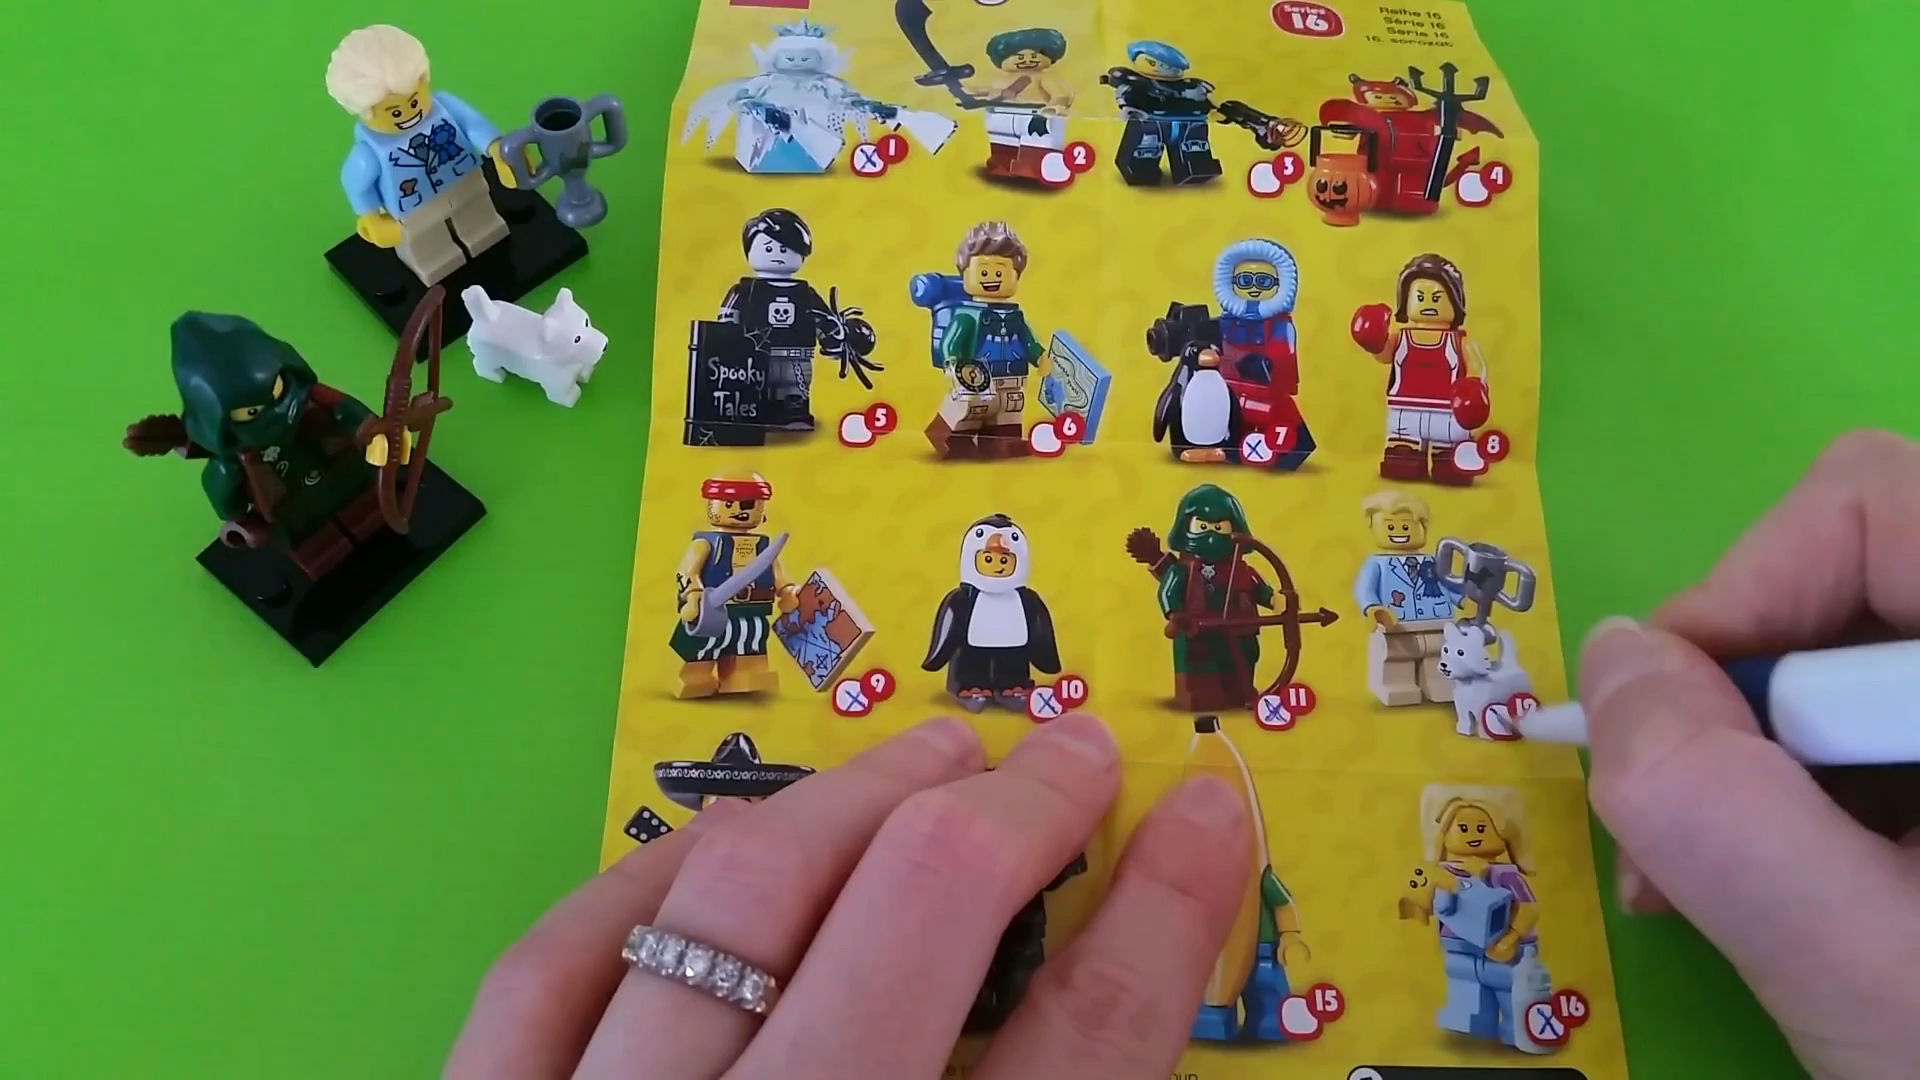 Series
16
Reihe 16
Série 16
Serie 16
16. sorozat
1
2
3
4
Spooky
Tales
5
6
7
8
9
10
11
12
15
16